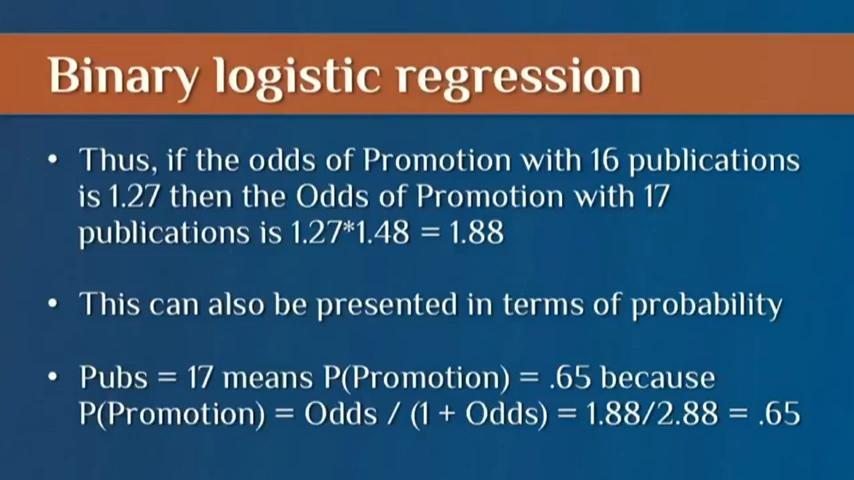 Binary logistic regression
• Thus, if the odds of Promotion with 16 publications
is 1.27 then the Odds of Promotion with 17
publications is 1.27*1.48 = 1.88
• This can also be presented in terms of probability
• Pubs = 17 means P(Promotion) = .65 because
P(Promotion) = Odds / (1 + Odds) = 1.88/2.88 = .65